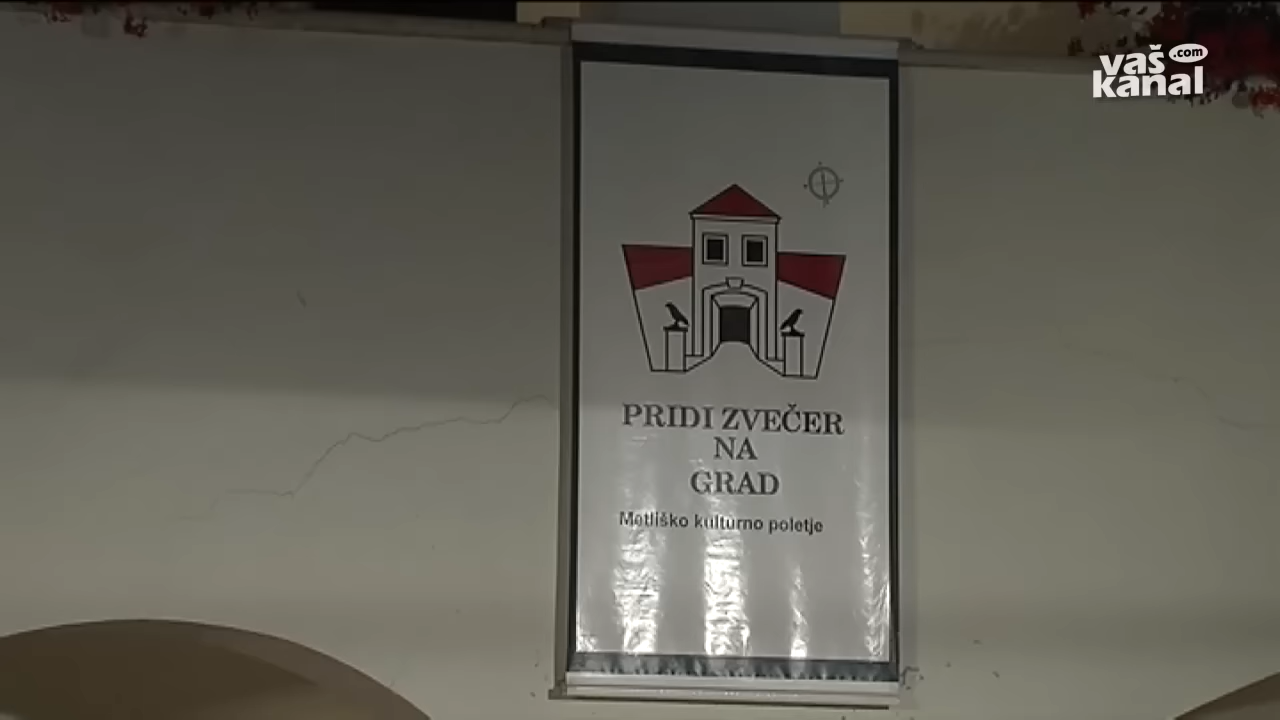 vaš .com
kanal
PRIDI ZVEČER
NA
GRAD
Metliško kulturno poletje